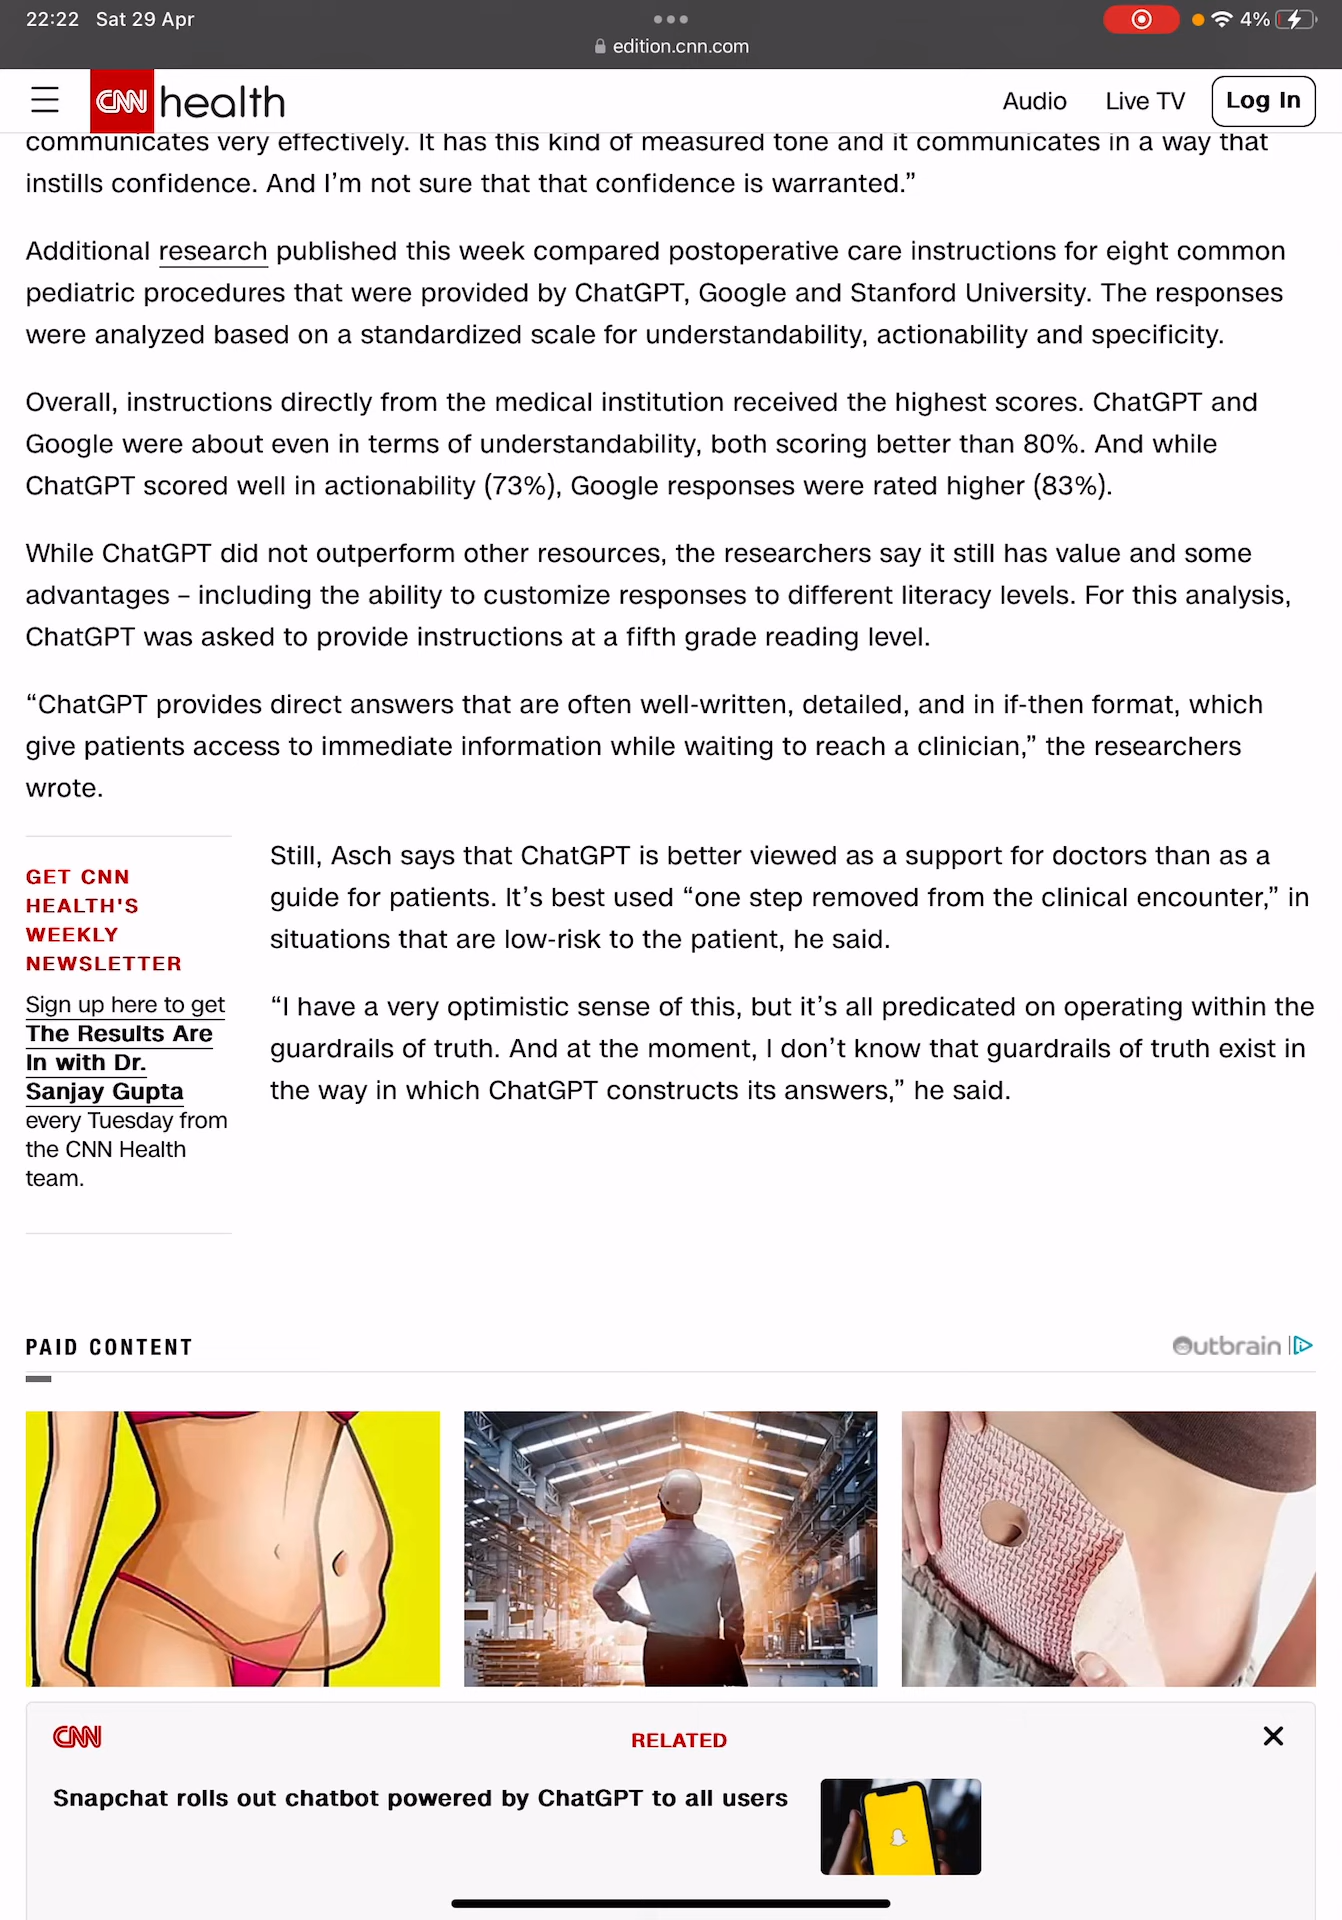 22:22 Sat 29 Apr
4%
edition.cnn.com
CNN health
Audio
Live TV
Log In
communicates very effectively. It has this kind of measured tone and it communicates in a way that
instills confidence. And I’m not sure that that confidence is warranted.”
Additional research published this week compared postoperative care instructions for eight common
pediatric procedures that were provided by ChatGPT, Google and Stanford University. The responses
were analyzed based on a standardized scale for understandability, actionability and specificity.
Overall, instructions directly from the medical institution received the highest scores. ChatGPT and
Google were about even in terms of understandability, both scoring better than 80%. And while
ChatGPT scored well in actionability (73%), Google responses were rated higher (83%).
While ChatGPT did not outperform other resources, the researchers say it still has value and some
advantages – including the ability to customize responses to different literacy levels. For this analysis,
ChatGPT was asked to provide instructions at a fifth grade reading level.
“ChatGPT provides direct answers that are often well-written, detailed, and in if-then format, which
give patients access to immediate information while waiting to reach a clinician,” the researchers
wrote.
GET CNN
HEALTH'S
WEEKLY
NEWSLETTER
Sign up here to get
The Results Are
In with Dr.
Sanjay Gupta
every Tuesday from
the CNN Health
team.
Still, Asch says that ChatGPT is better viewed as a support for doctors than as a
guide for patients. It’s best used “one step removed from the clinical encounter,” in
situations that are low-risk to the patient, he said.
“I have a very optimistic sense of this, but it’s all predicated on operating within the
guardrails of truth. And at the moment, I don’t know that guardrails of truth exist in
the way in which ChatGPT constructs its answers,” he said.
PAID CONTENT
Outbrain
CNN
RELATED
Snapchat rolls out chatbot powered by ChatGPT to all users